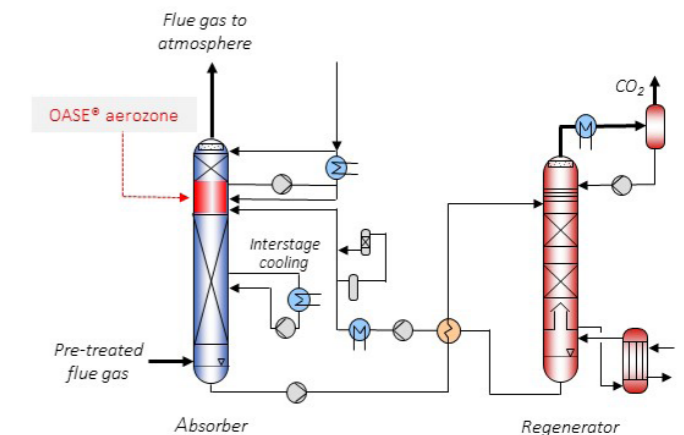 Flue gas to
atmosphere
OASE® aerozone
CO2
Interstage
cooling
Pre-treated
flue gas
Absorber
Regenerator